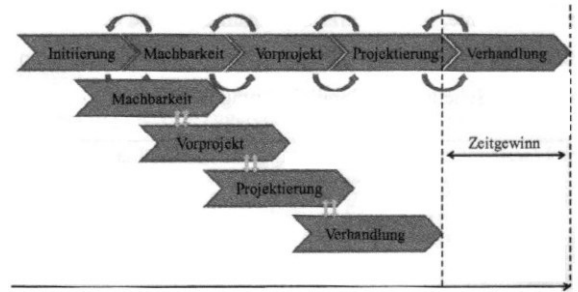 Initiierung Machbarkeit Vorprojekt Projektierung Verhandlung
Machbarkeit
Vorprojekt
Zeitgewinn
Projektierung
Verhandlung